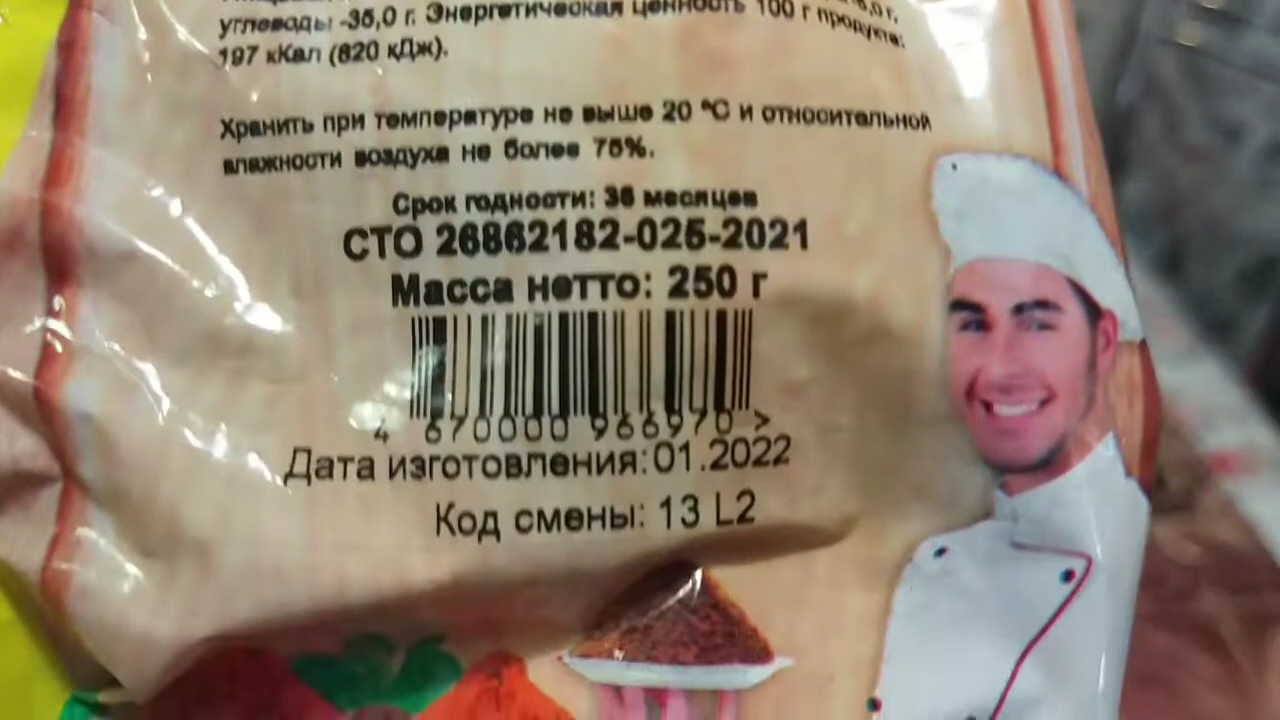 углеводы -35,0 г. Энергетическая ценность 100 г продукта:
197 кКал (820 кДж).
Хранить при температуре не выше 20 °С и относительной
влажности воздуха не более 75%.
Срок годности: 36 месяцев
СТО 26862182-025-2021
Масса нетто: 250 г
4 670000 966970 >
Дата изготовления: 01.2022
Код смены: 13 L2